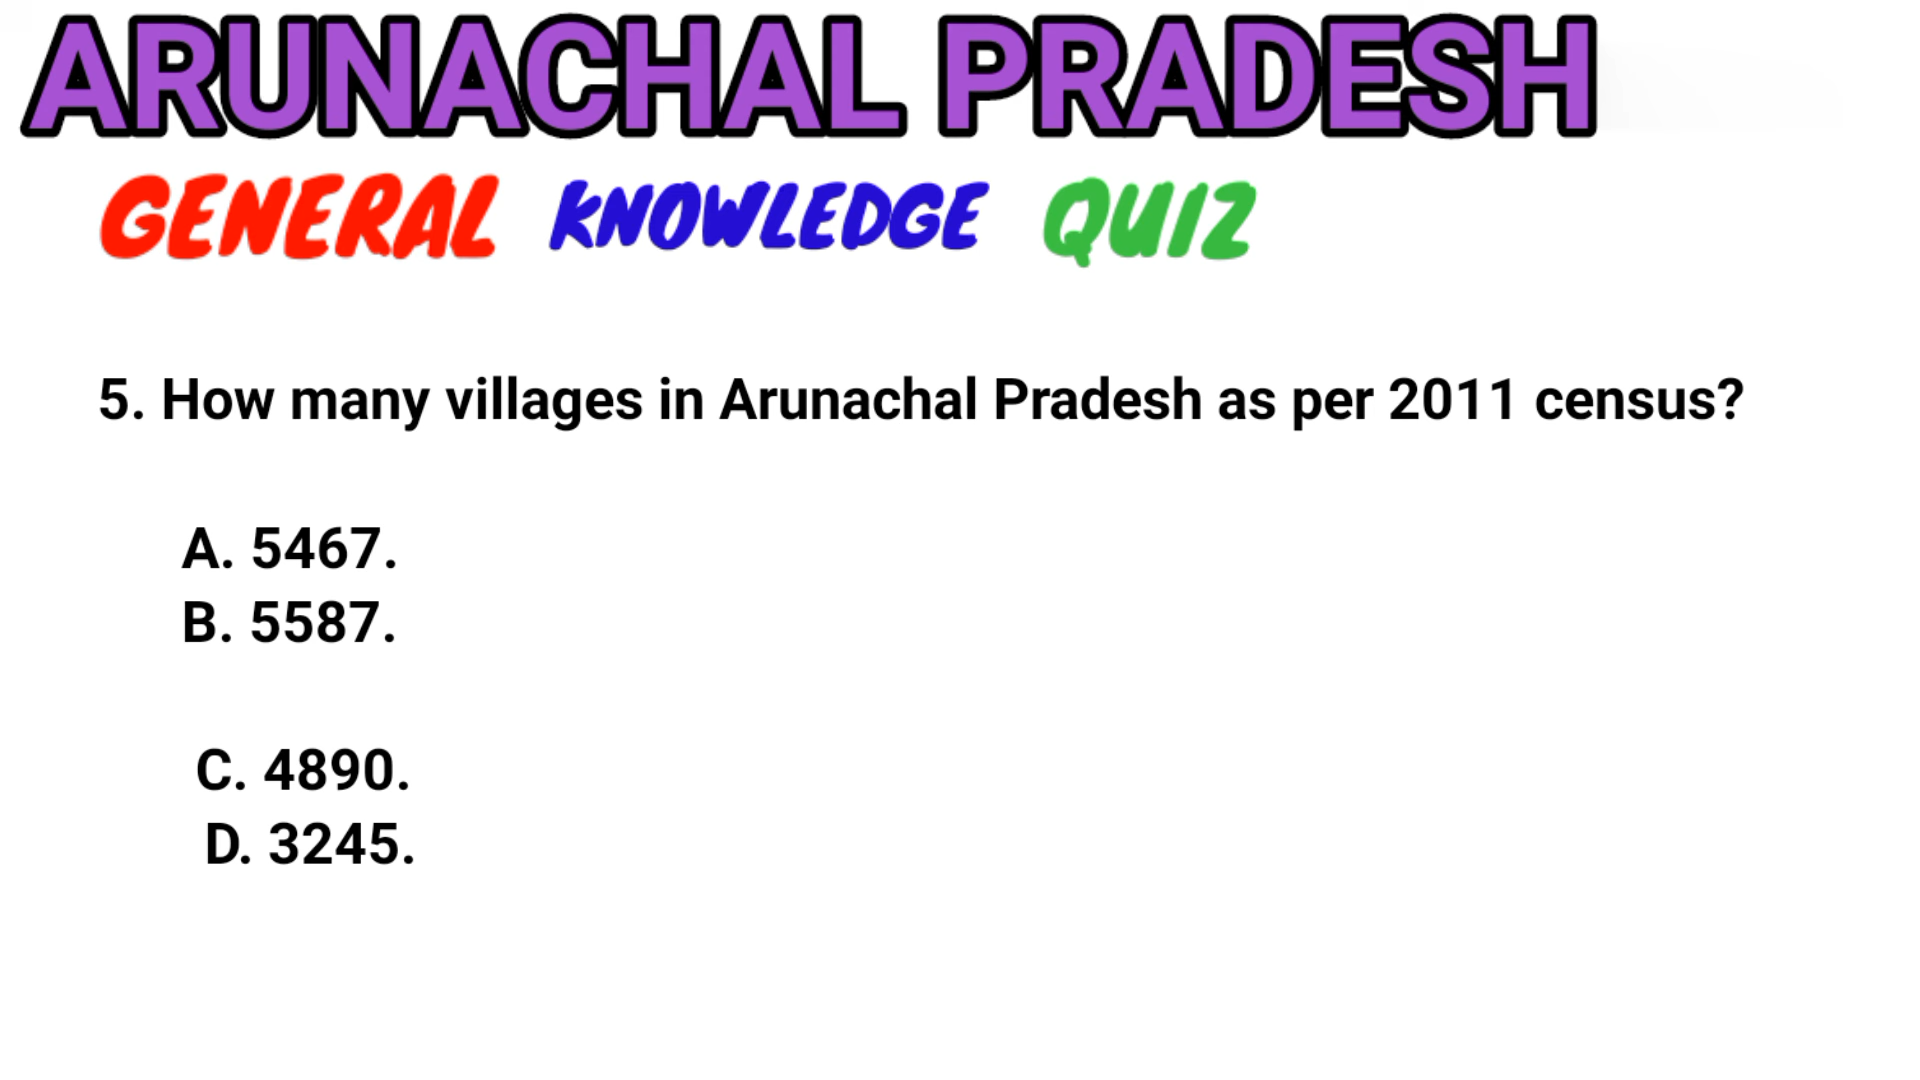 ARUNACHAL PRADESH
GENERAL KNOWLEDGE QUIZ
5. How many villages in Arunachal Pradesh as per 2011 census?
A. 5467.
B. 5587.
C. 4890.
D. 3245.